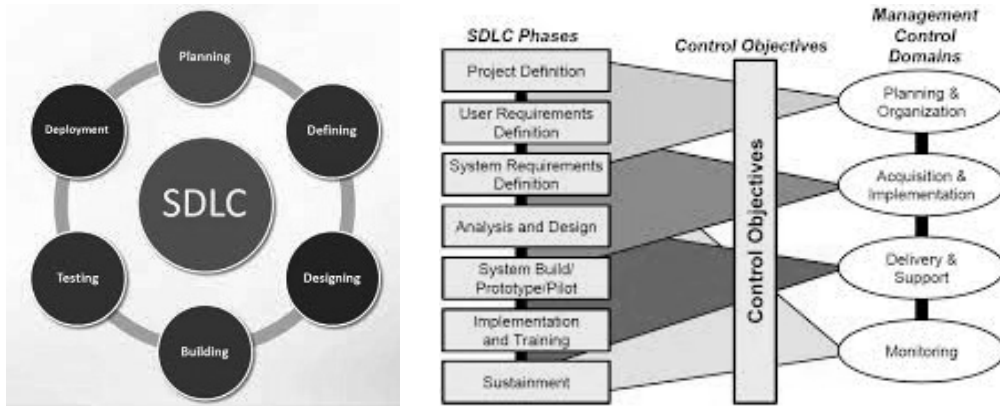 Planning
Defining
Designing
Building
Testing
Deployment
SDLC
SDLC Phases
Project Definition
User Requirements
Definition
System Requirements
Definition
Analysis and Design
System Build/
Prototype/Pilot
Implementation
and Training
Sustainment
Control Objectives
Control Objectives
Management
Control
Domains
Planning &
Organization
Acquisition &
Implementation
Delivery &
Support
Monitoring